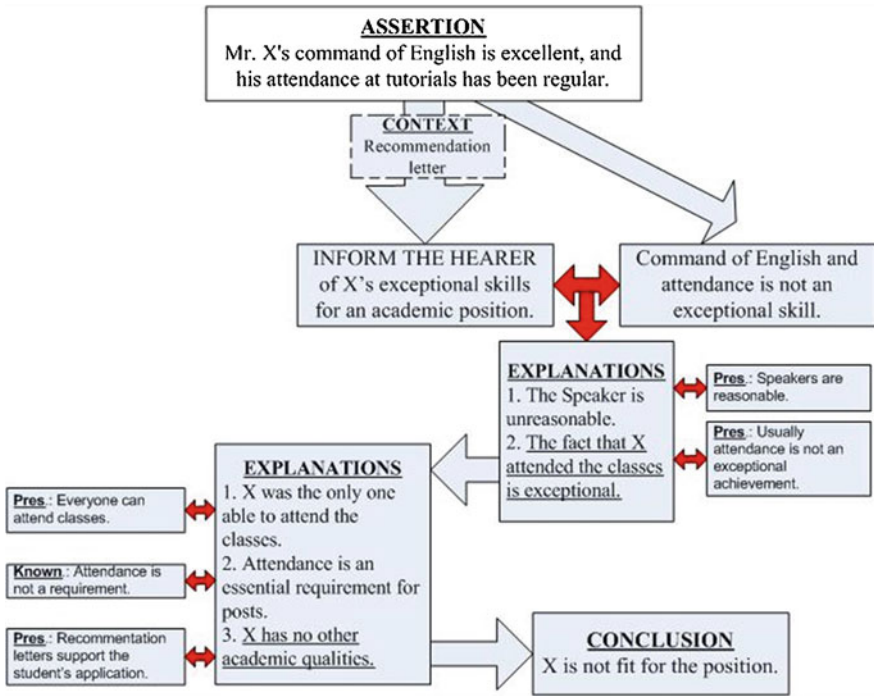 ASSERTION
Mr. X's command of English is excellent, and
his attendance at tutorials has been regular.
CONTEXT
Recommendation
letter
INFORM THE HEARER
of X's exceptional skills
for an academic position.
Command of English and
attendance is not an
exceptional skill.
EXPLANATIONS
1. The Speaker is
unreasonable.
2. The fact that X
attended the classes
is exceptional.
Pres.: Speakers are
reasonable.
Pres.: Usually
attendance is not an
exceptional
achievement.
EXPLANATIONS
1. X was the only one
able to attend the
classes.
2. Attendance is an
essential requirement for
posts.
3. X has no other
academic qualities.
Pres.: Everyone can
attend classes.
Known.: Attendance is
not a requirement.
Pres.: Recommentation
letters support the
student's application.
CONCLUSION
X is not fit for the position.